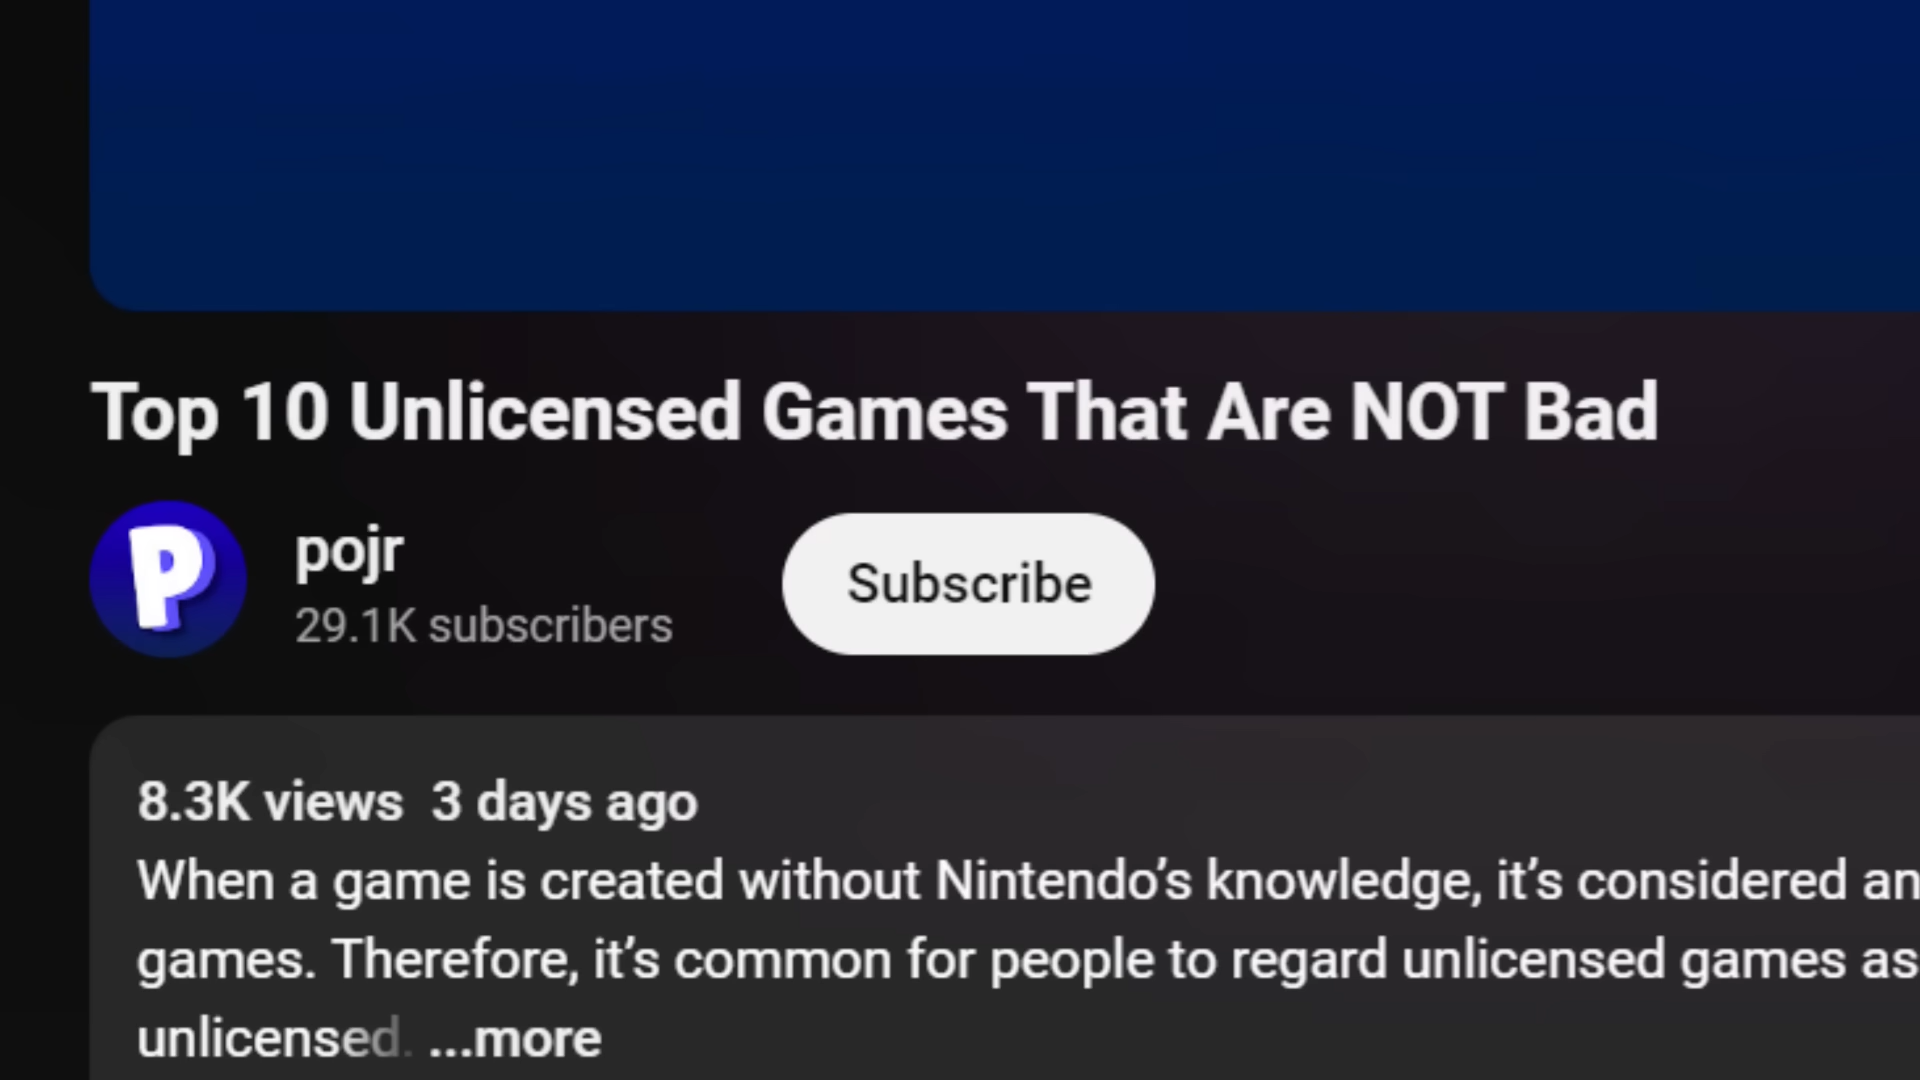 Top 10 Unlicensed Games That Are NOT Bad
P
pojr
29.1K subscribers
Subscribe
8.3K views 3 days ago
When a game is created without Nintendo’s knowledge, it’s considered an
games. Therefore, it’s common for people to regard unlicensed games as
unlicensed. ...more